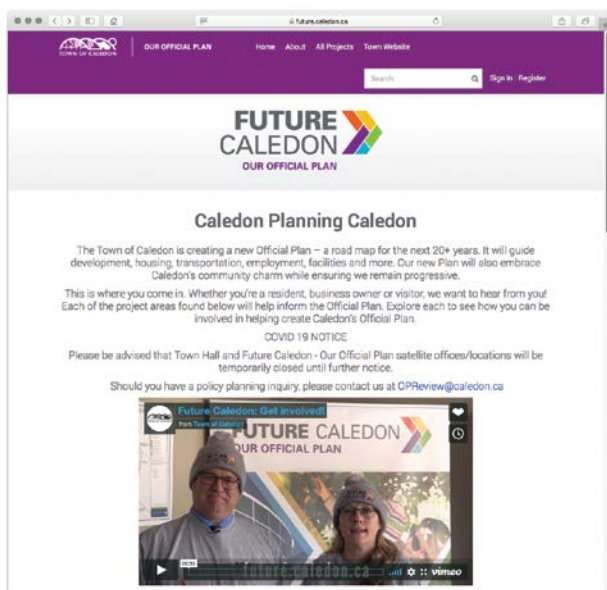 future.caledon.ca
TOWN OF CALEDON
OUR OFFICIAL PLAN
Home About All Projects Town Website
Search
Sign In Register
FUTURE
CALEDON
OUR OFFICIAL PLAN
Caledon Planning Caledon
The Town of Caledon is creating a new Official Plan – a road map for the next 20+ years. It will guide
development, housing, transportation, employment, facilities and more. Our new Plan will also embrace
Caledon's community charm while ensuring we remain progressive.
This is where you come in. Whether you're a resident, business owner or visitor, we want to hear from you!
Each of the project areas found below will help inform the Official Plan. Explore each to see how you can be
involved in helping create Caledon's Official Plan.
COVID 19 NOTICE
Please be advised that Town Hall and Future Caledon - Our Official Plan satellite offices/locations will be
temporarily closed until further notice.
Should you have a policy planning inquiry, please contact us at OPReview@caledon.ca
Future Caledon: Get involved!
from Town of Caledon
FUTURE CALEDON
OUR OFFICIAL PLAN
future.caledon.ca
vimeo